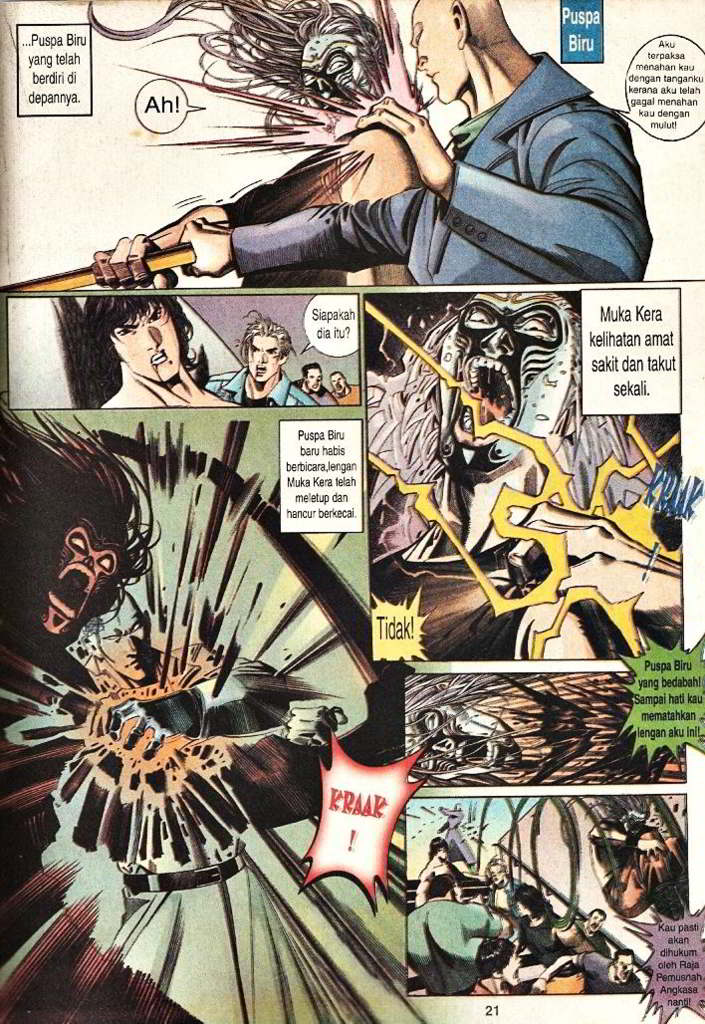 ...Puspa Biru
yang telah
berdiri di
depannya.
Ah!
KRAAK
Puspa
Biru
Aku
terpaksa
menahan kau
dengan tanganku
kerana aku telah
gagal menahan
kau dengan
mulut!
Siapakah
dia itu?
Muka Kera
kelihatan amat
sakit dan takut
sekali.
KRAAK
!
Tidak!
Puspa Biru
baru habis
berbicara,lengan
Muka Kera telah
meletup dan
hancur berkecai.
KRAAK
!
Puspa Biru
yang bedabah!
Sampai hati kau
mematahkan
lengan aku ini!
Kau pasti
akan
dihukum
oleh Raja
Pemusnah
Angkasa
nanti!
21